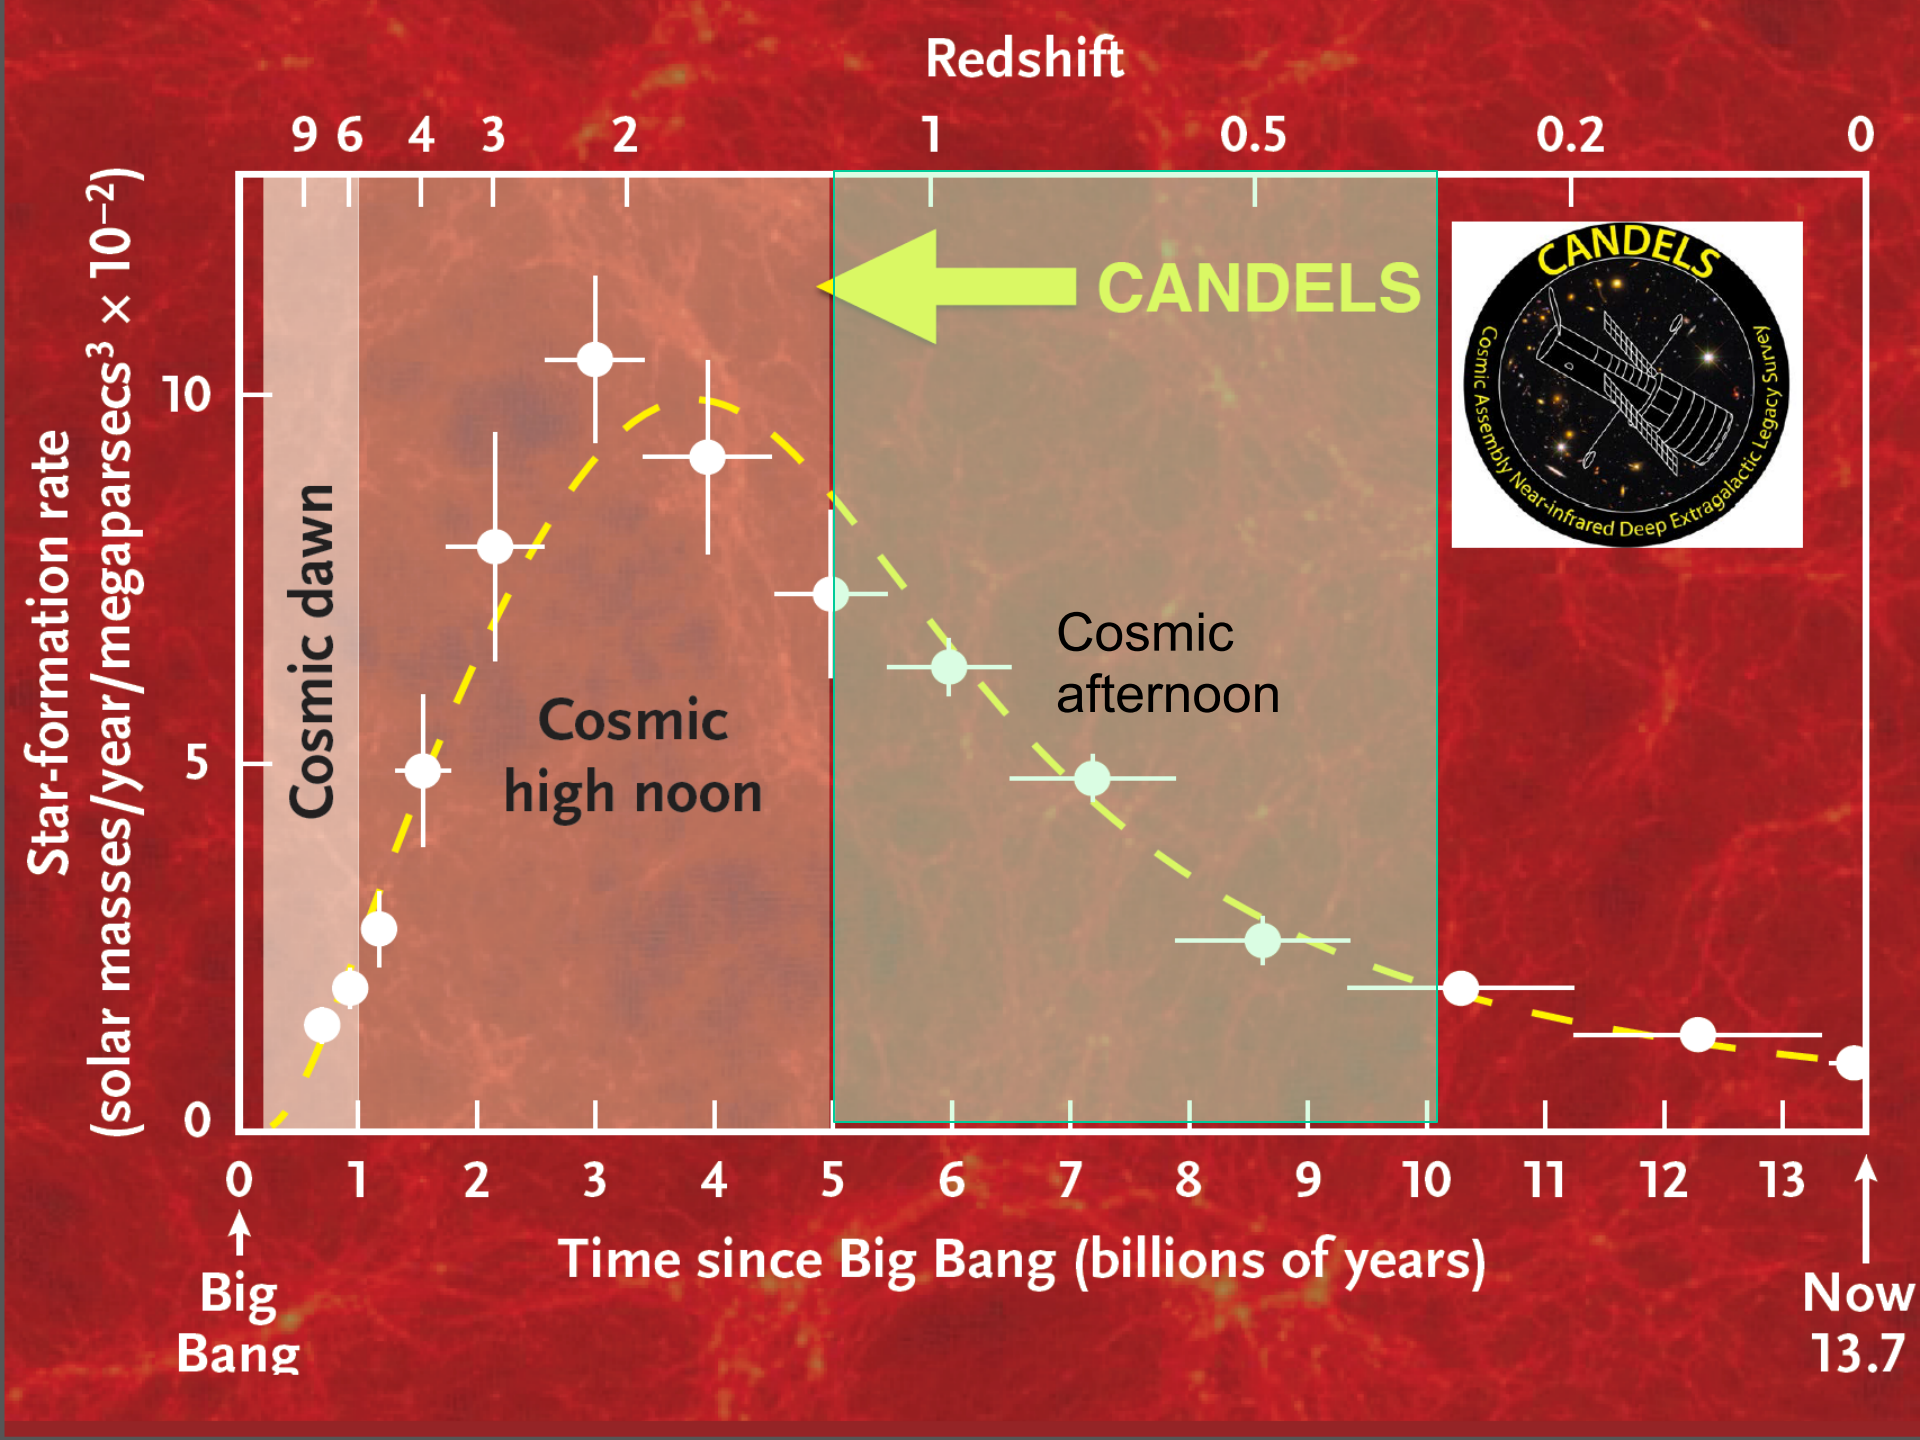 Redshift
9 6 4 3 2 1 0.5 0.2 0
Star-formation rate
(solar masses/year/megaparsecs³ × 10⁻²)
10
5
0
Cosmic dawn
Cosmic
high noon
CANDELS
Cosmic
afternoon
CANDELS
Cosmic Assembly Near-infrared Deep Extragalactic Legacy Survey
0 1 2 3 4 5 6 7 8 9 10 11 12 13
Time since Big Bang (billions of years)
Big
Bang
Now
13.7